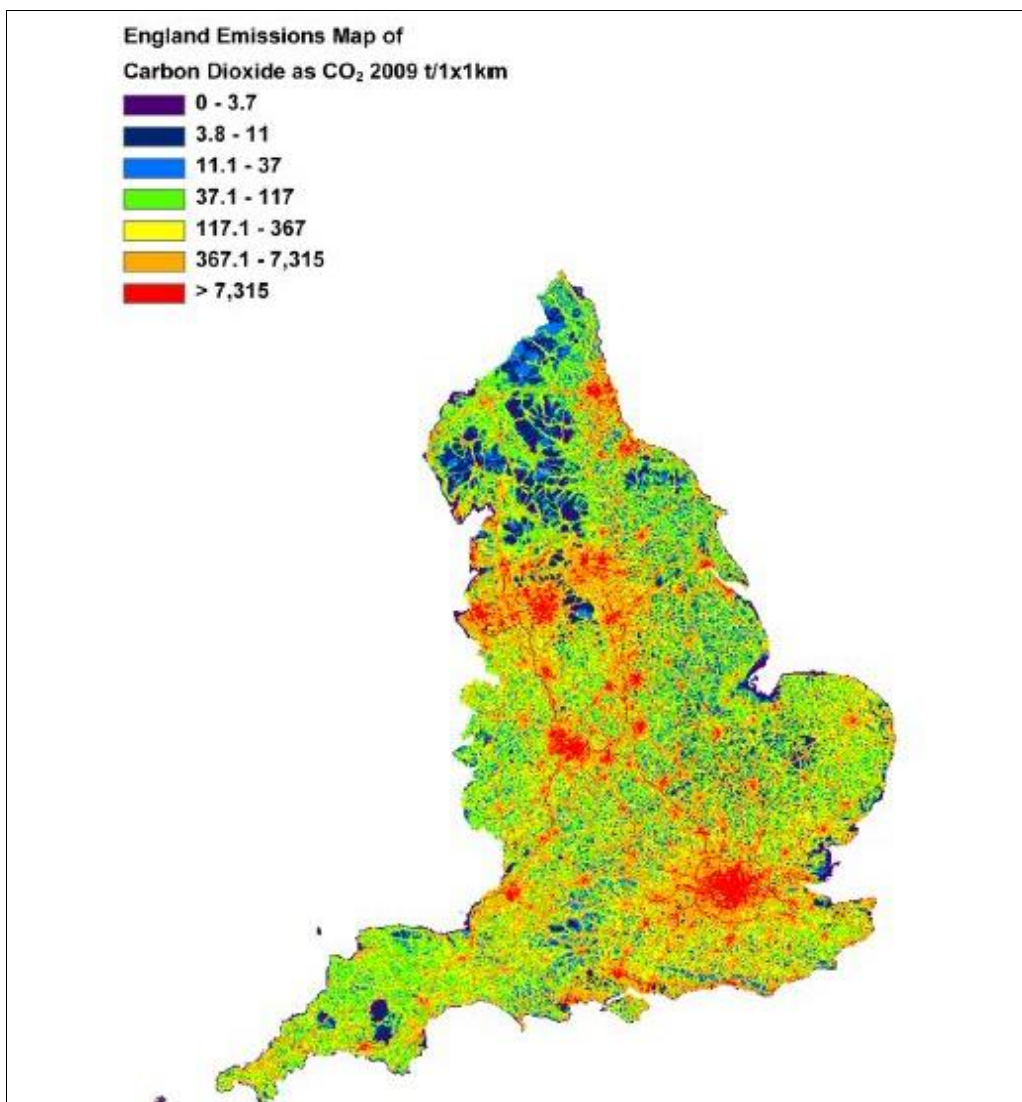 England Emissions Map of
Carbon Dioxide as CO₂ 2009 t/1x1km
0 - 3.7
3.8 - 11
11.1 - 37
37.1 - 117
117.1 - 367
367.1 - 7,315
> 7,315